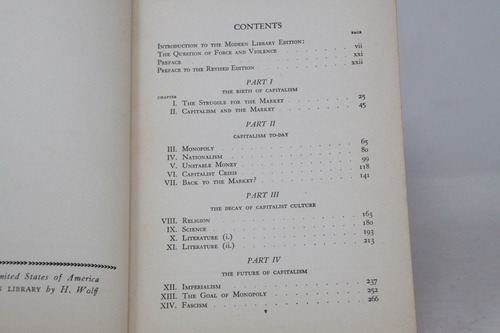 CONTENTS
PAGE
INTRODUCTION TO THE MODERN LIBRARY EDITION:
THE QUESTION OF FORCE AND VIOLENCE vii
PREFACE xxi
PREFACE TO THE REVISED EDITION xxii
PART I
THE BIRTH OF CAPITALISM
CHAPTER
I. THE STRUGGLE FOR THE MARKET 25
II. CAPITALISM AND THE MARKET 45
PART II
CAPITALISM TO-DAY
III. MONOPOLY 65
IV. NATIONALISM 80
V. UNSTABLE MONEY 99
VI. CAPITALIST CRISIS 118
VII. BACK TO THE MARKET? 141
PART III
THE DECAY OF CAPITALIST CULTURE
VIII. RELIGION 163
IX. SCIENCE 180
X. LITERATURE (i.) 193
XI. LITERATURE (ii.) 213
PART IV
THE FUTURE OF CAPITALISM
XII. IMPERIALISM 237
XIII. THE GOAL OF MONOPOLY 252
XIV. FASCISM 266
v
United States of America
LIBRARY by H. Wolff